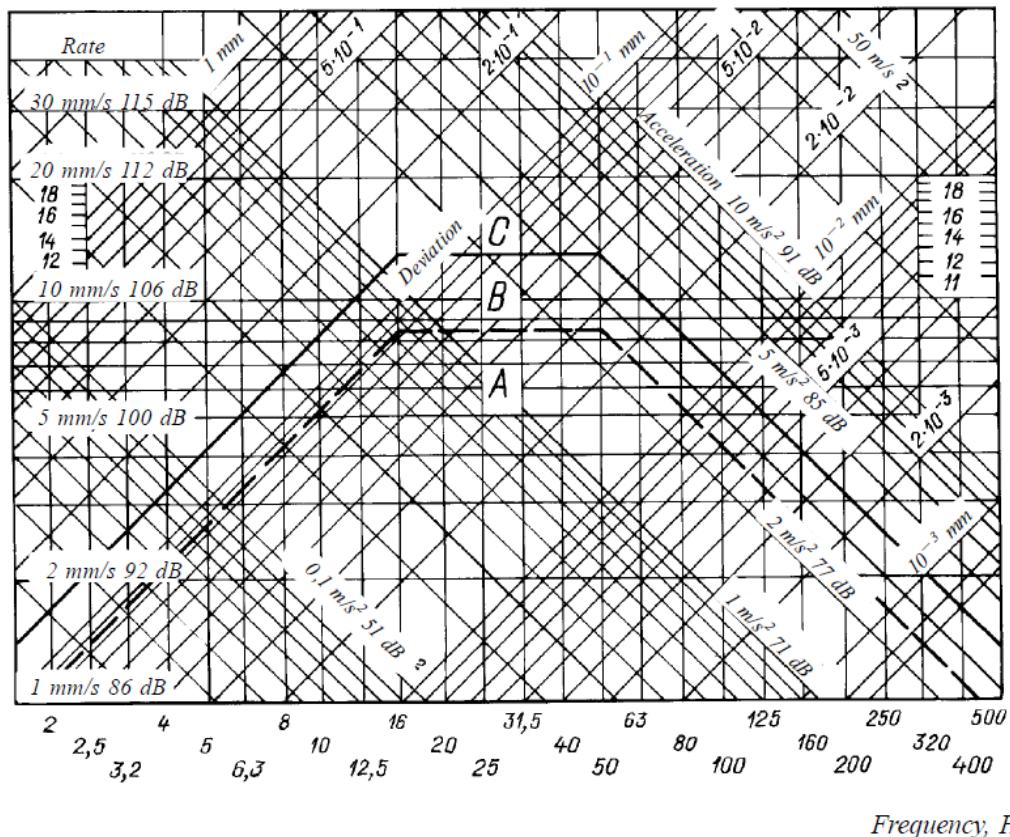 Rate
1 mm
5·10⁻¹
2·10⁻¹
10⁻¹ mm
5·10⁻²
50 m/s 2
2·10⁻²
30 mm/s 115 dB
Acceleration 10 m/s² 91 dB
20 mm/s 112 dB
18
16
14
12
18
16
14
12
11
10⁻² mm
C
Deviation
10 mm/s 106 dB
B
5·10⁻³
A
5 m/s² 85 dB
5 mm/s 100 dB
2·10⁻³
2 mm/s 92 dB
0,1 m/s² 51 dB
2 m/s² 77 dB
10⁻³ mm
1 m/s² 71 dB
1 mm/s 86 dB
2 4 8 16 31,5 63 125 250 500
2,5 5 10 20 40 80 160 320
3,2 6,3 12,5 25 50 100 200 400
Frequency, H